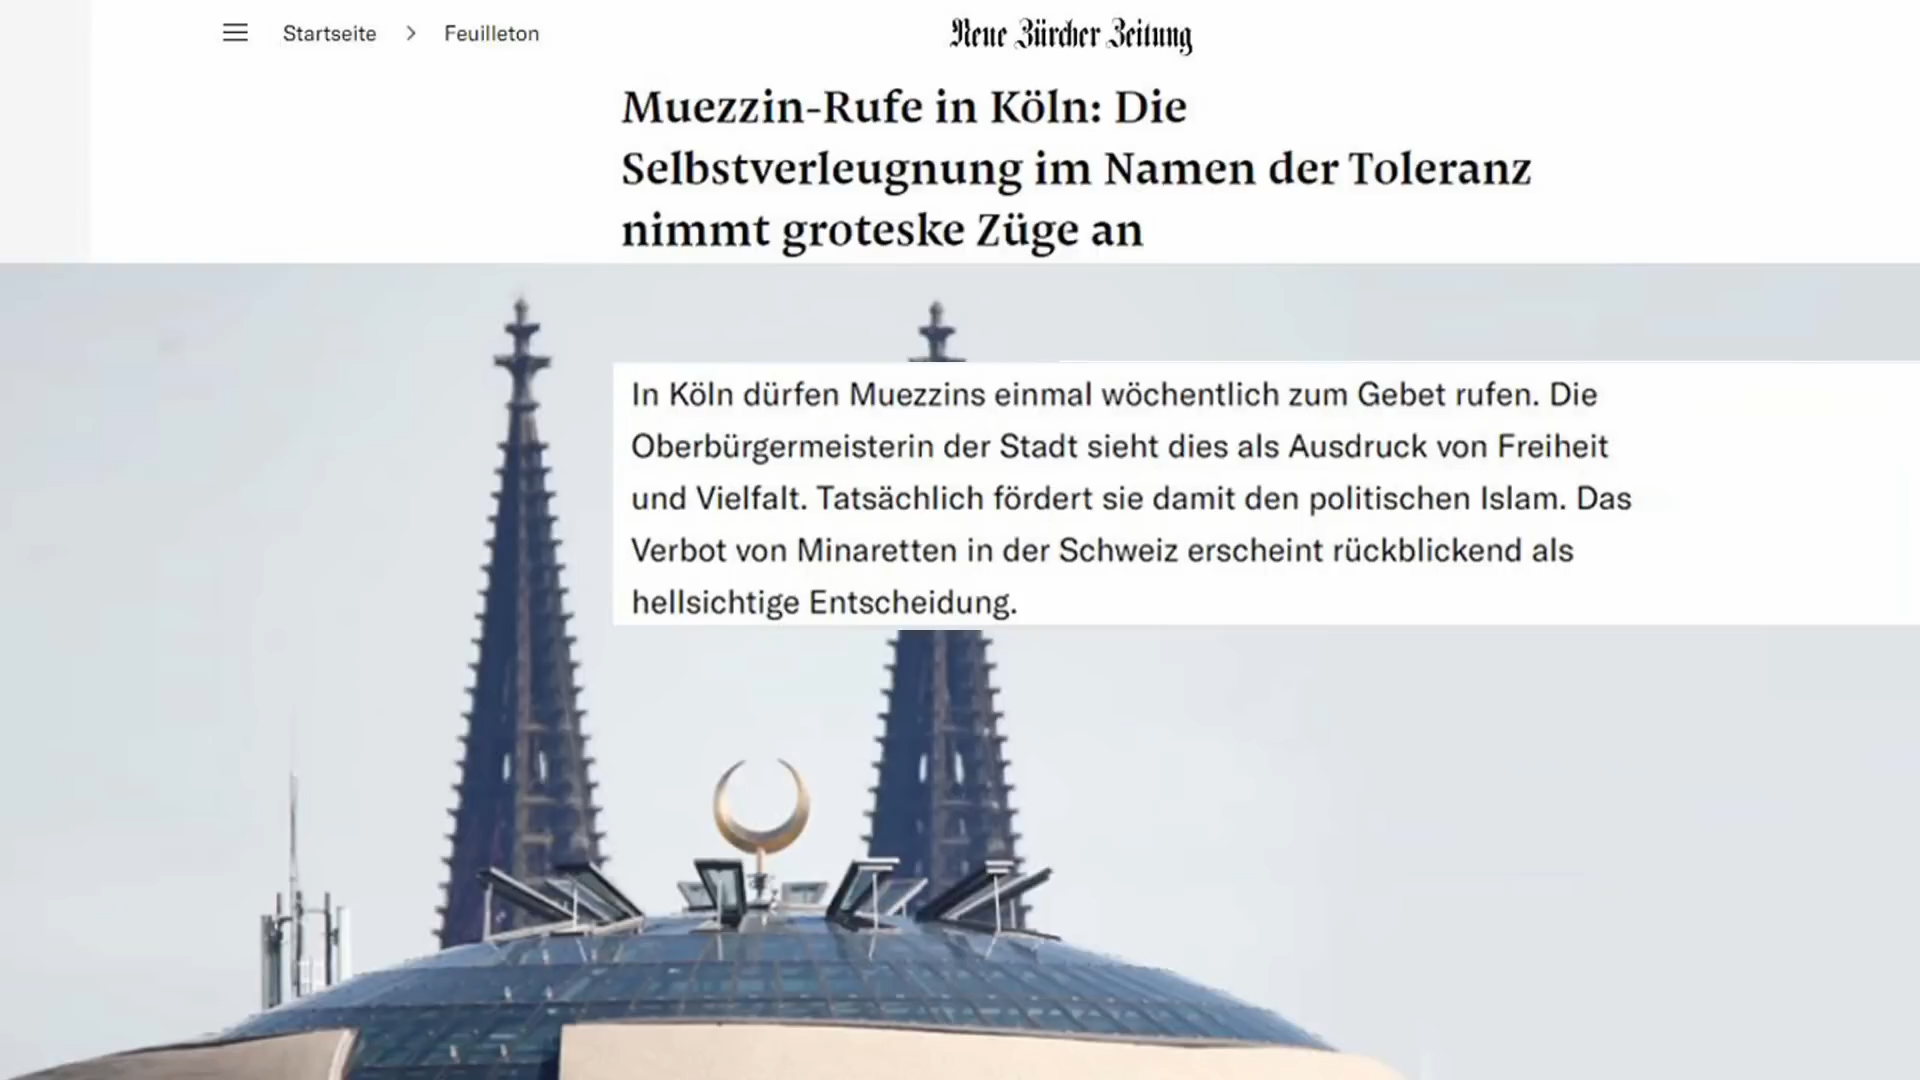 Startseite > Feuilleton
Neue Zürcher Zeitung
Muezzin-Rufe in Köln: Die
Selbstverleugnung im Namen der Toleranz
nimmt groteske Züge an
In Köln dürfen Muezzins einmal wöchentlich zum Gebet rufen. Die
Oberbürgermeisterin der Stadt sieht dies als Ausdruck von Freiheit
und Vielfalt. Tatsächlich fördert sie damit den politischen Islam. Das
Verbot von Minaretten in der Schweiz erscheint rückblickend als
hellsichtige Entscheidung.